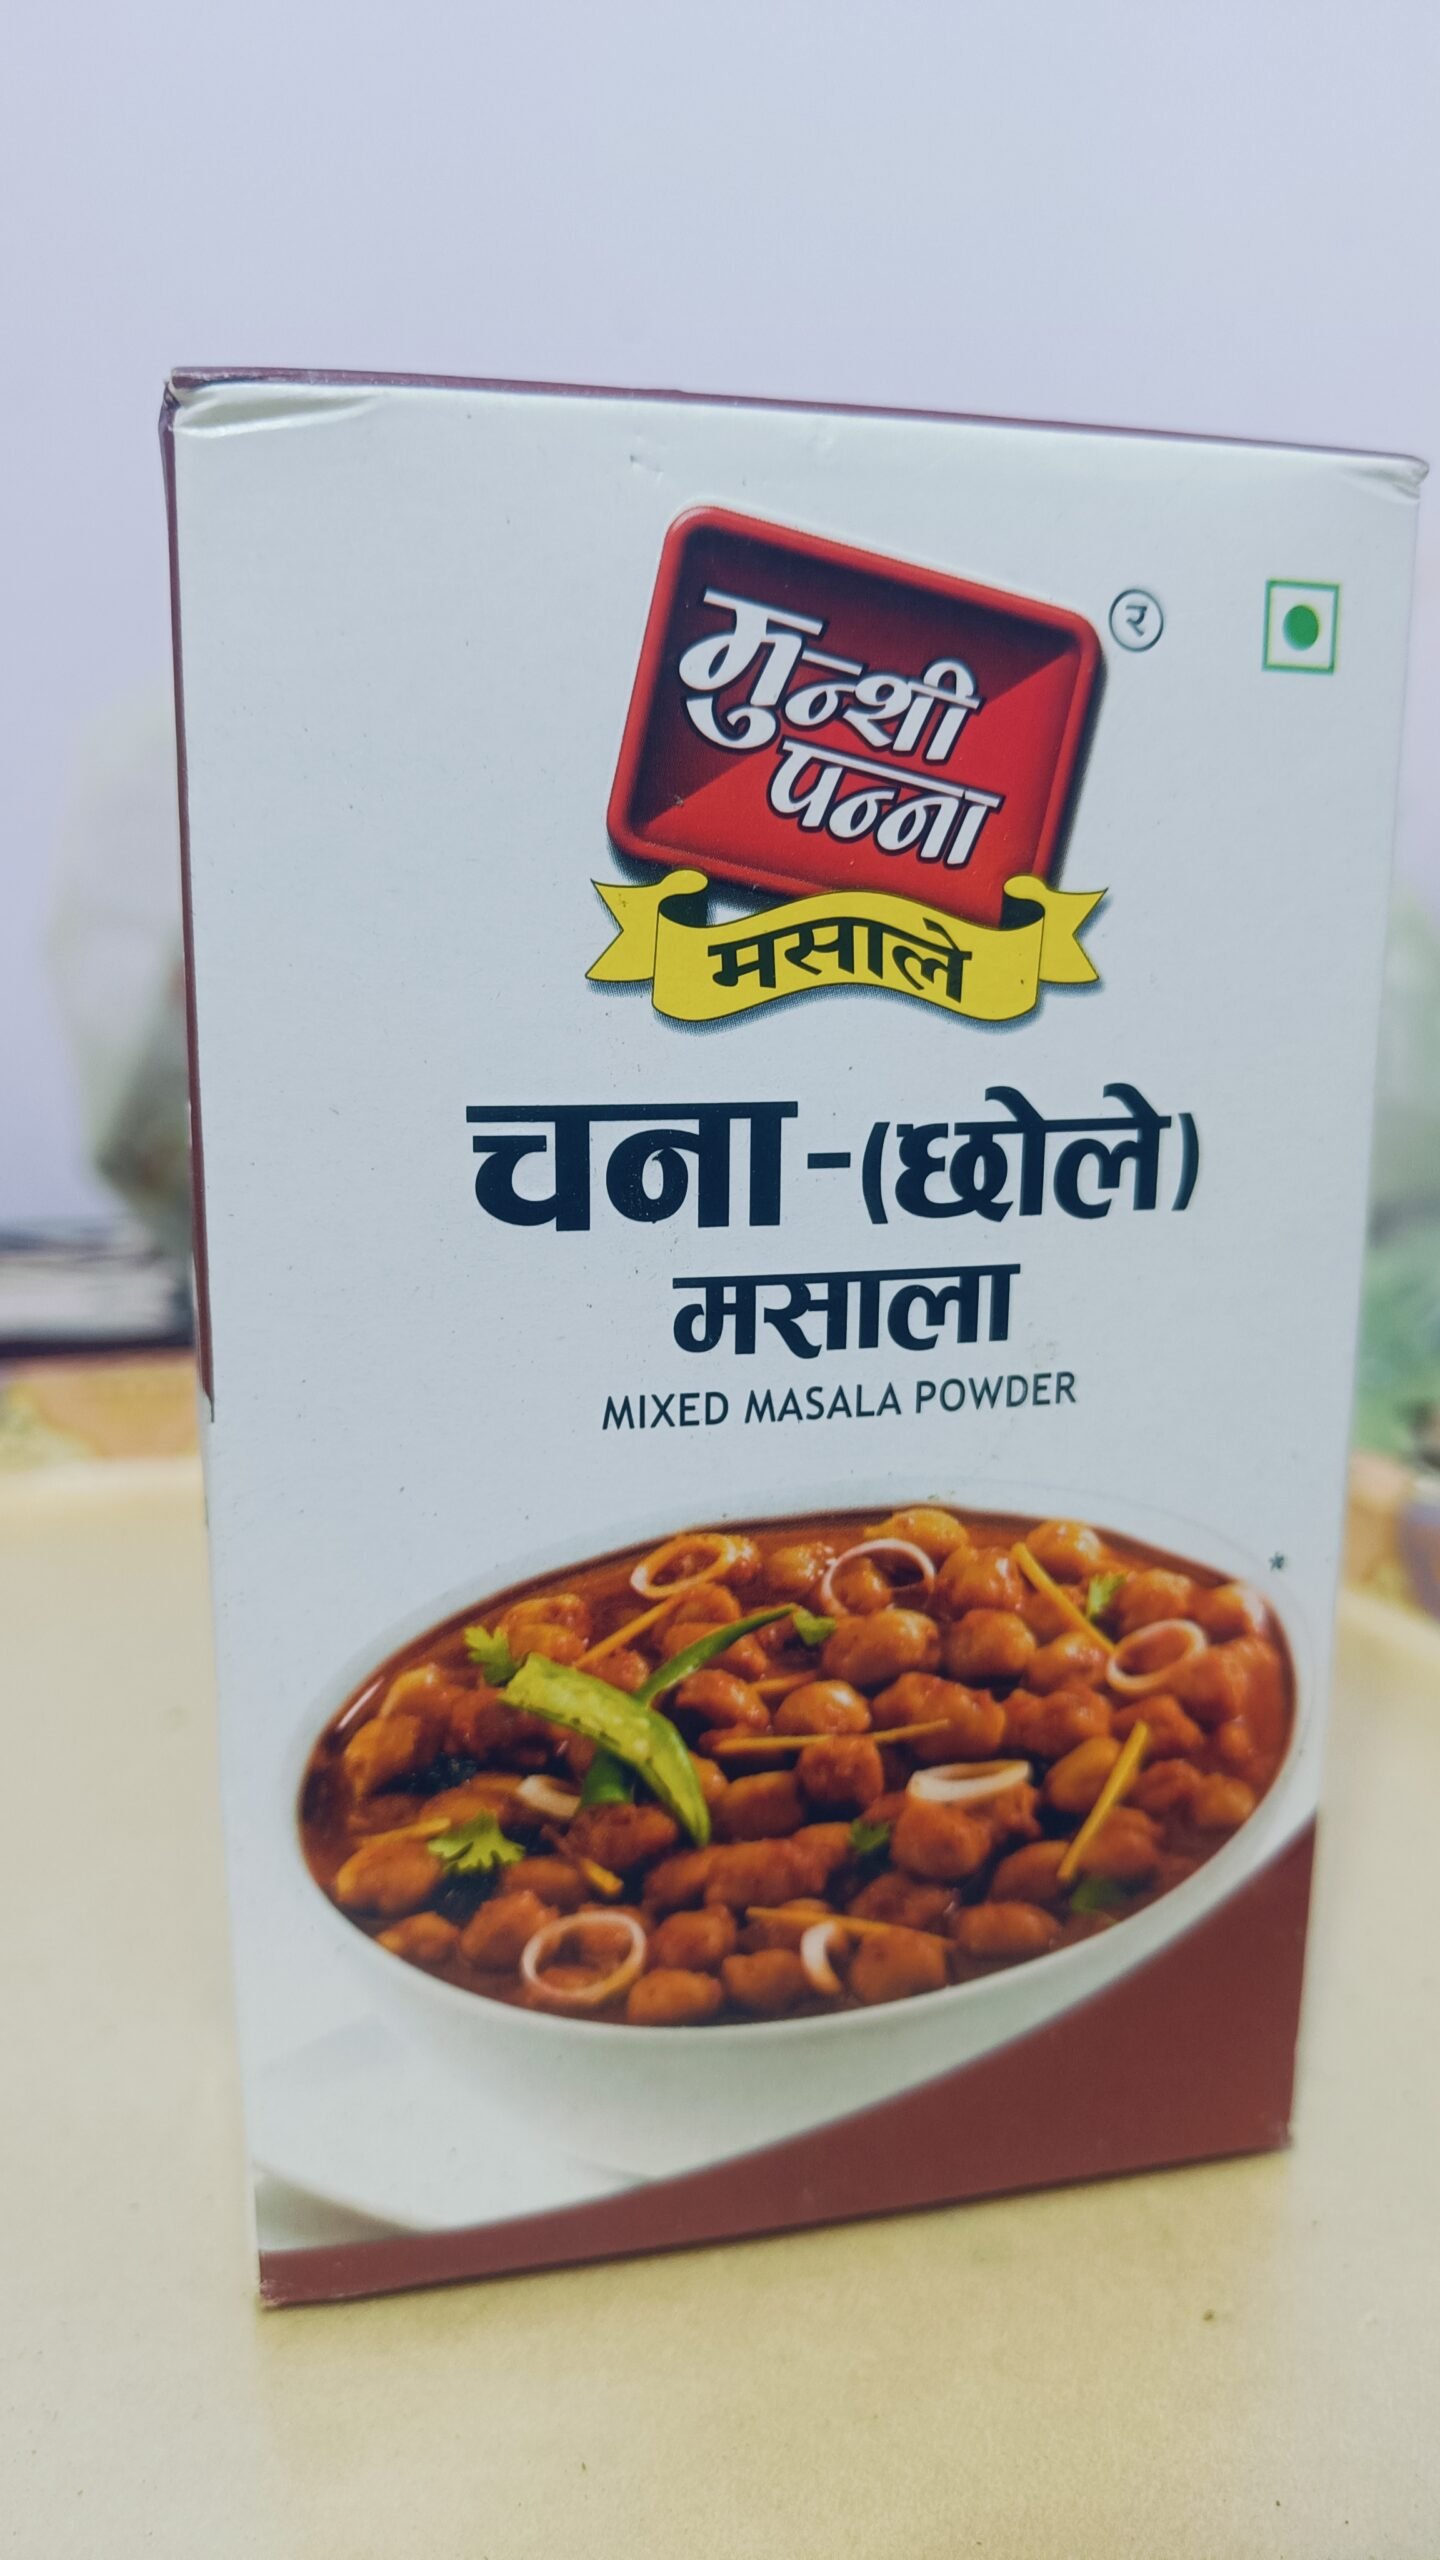 मुन्शी
पन्ना
र
मसाले
चना-(छोले)
मसाला
MIXED MASALA POWDER
*